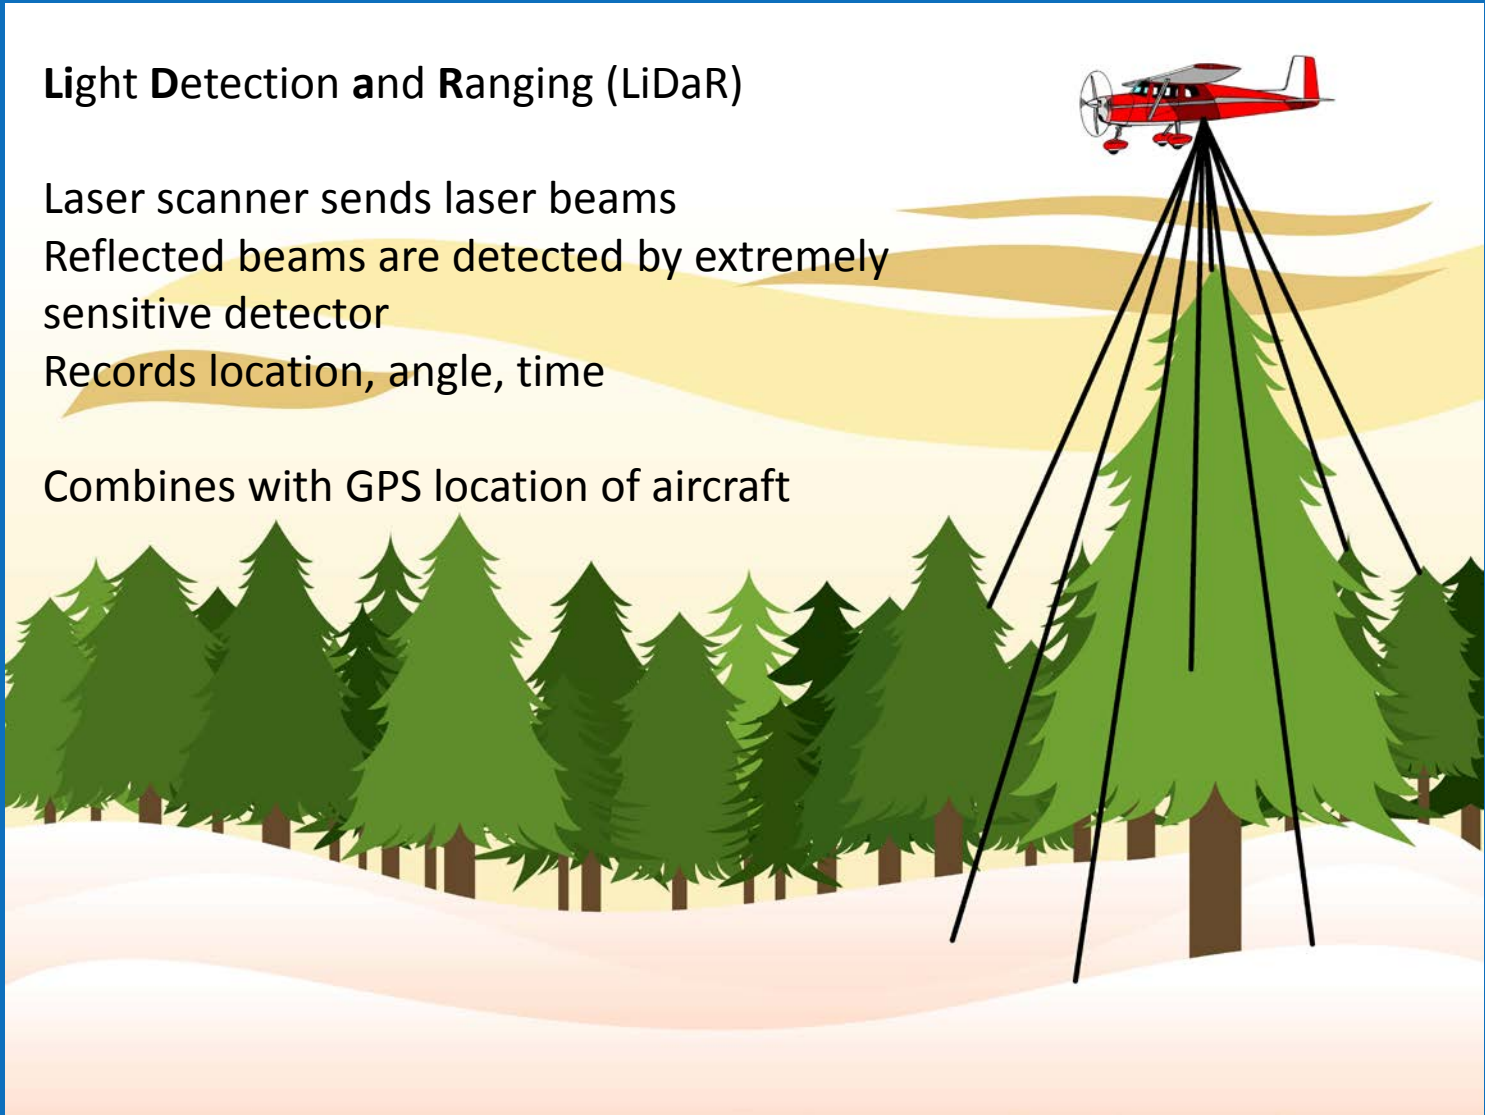 Light Detection and Ranging (LiDaR)
Laser scanner sends laser beams
Reflected beams are detected by extremely
sensitive detector
Records location, angle, time
Combines with GPS location of aircraft